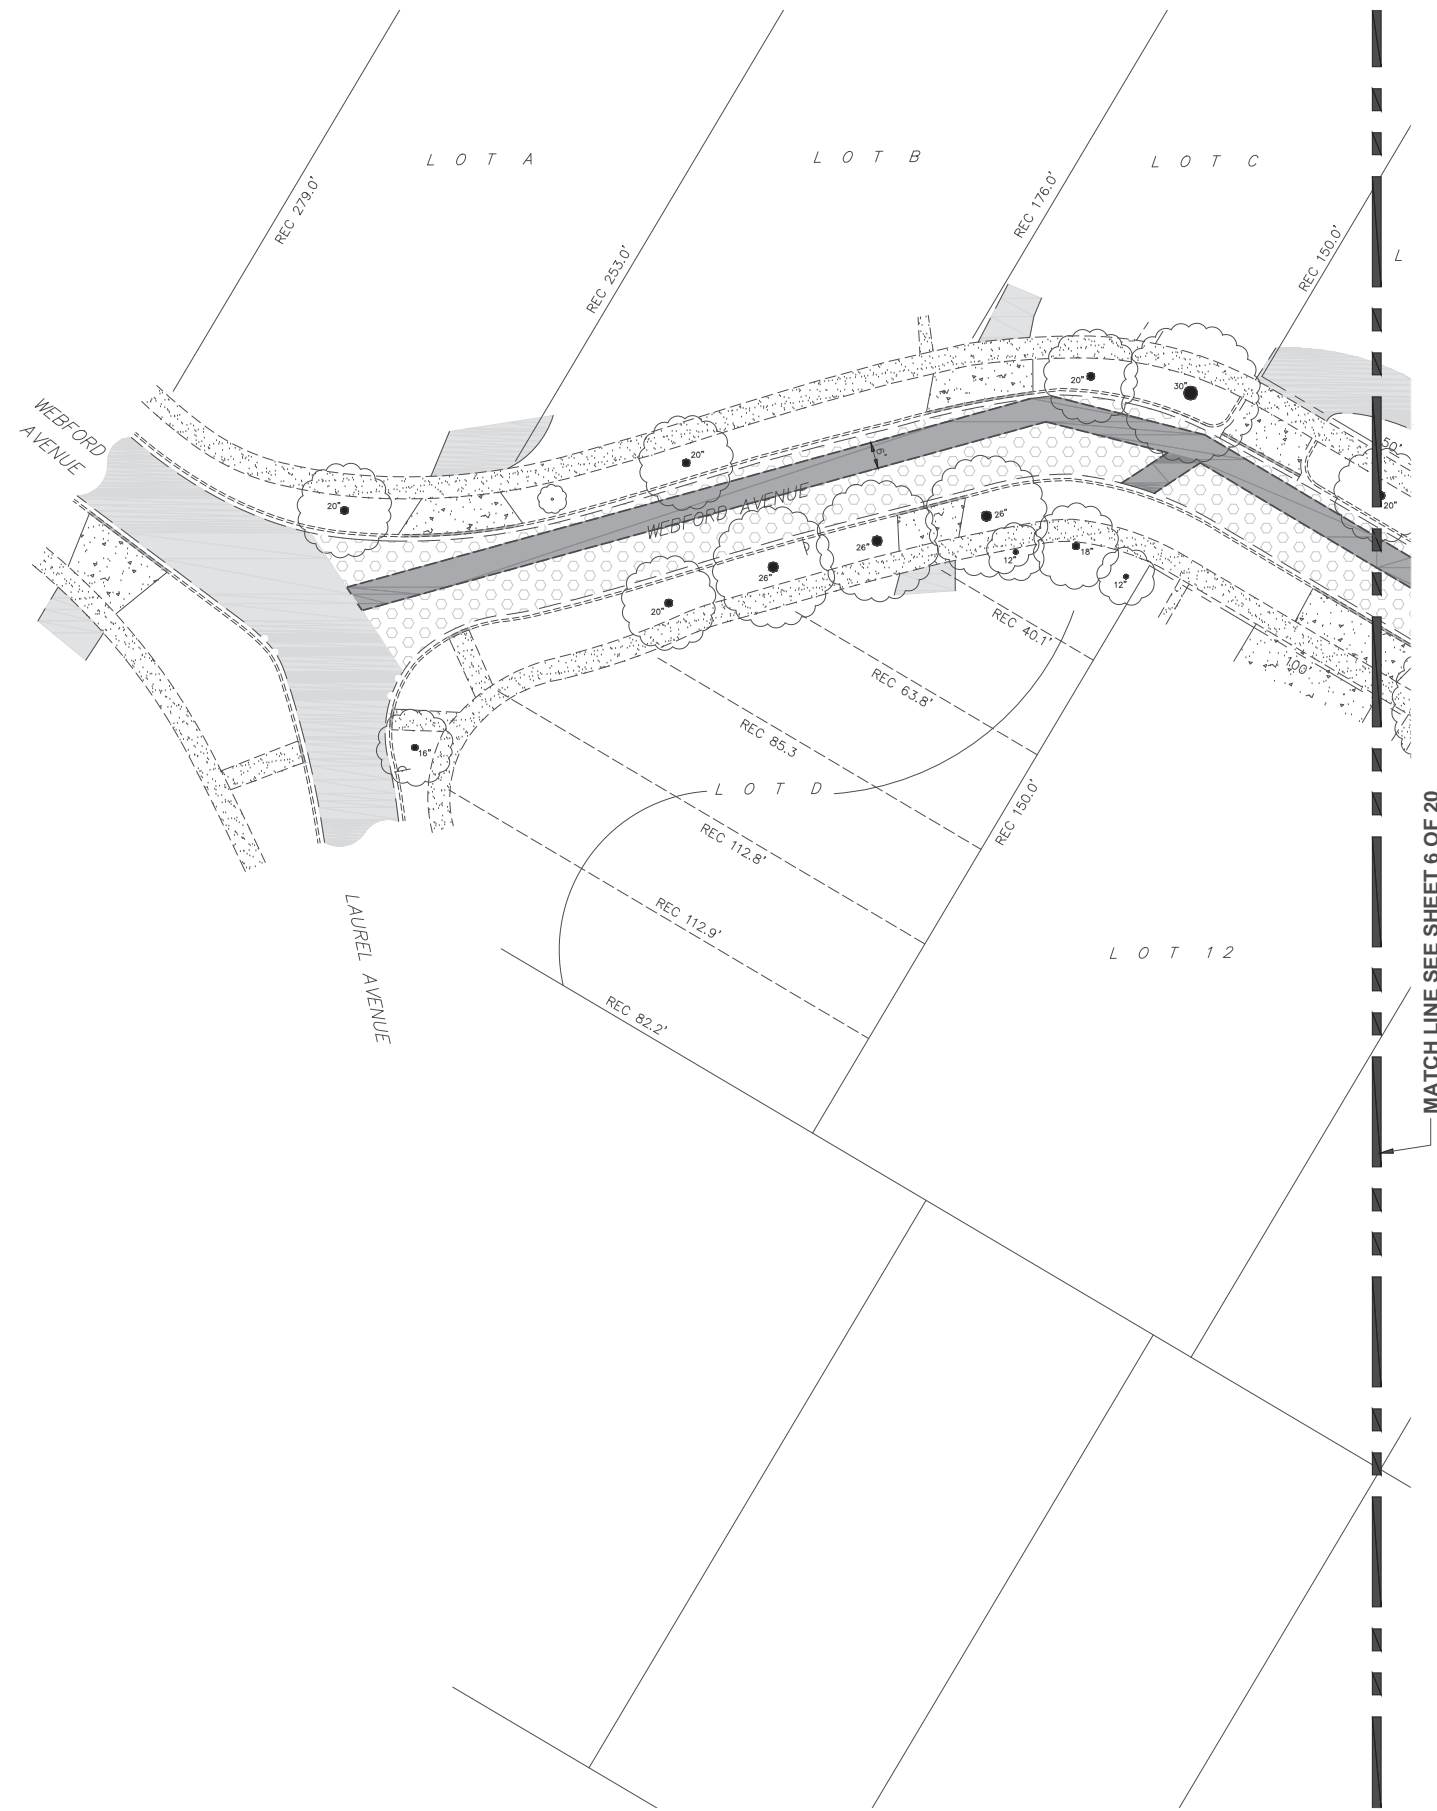 L O T A
L O T B
L O T C
REC 279.0'
REC 253.0'
REC 176.0'
REC 150.0'
L
WEBFORD
AVENUE
20"
20"
20"
30"
50'
20"
6'
WEBFORD AVENUE
26"
26"
26"
12"
18"
12"
20"
16"
REC 40.1'
REC 63.8'
REC 85.3
100'
L O T D
REC 150.0'
REC 112.8'
REC 112.9'
REC 82.2'
LAUREL AVENUE
L O T 12
MATCH LINE SEE SHEET 6 OF 20